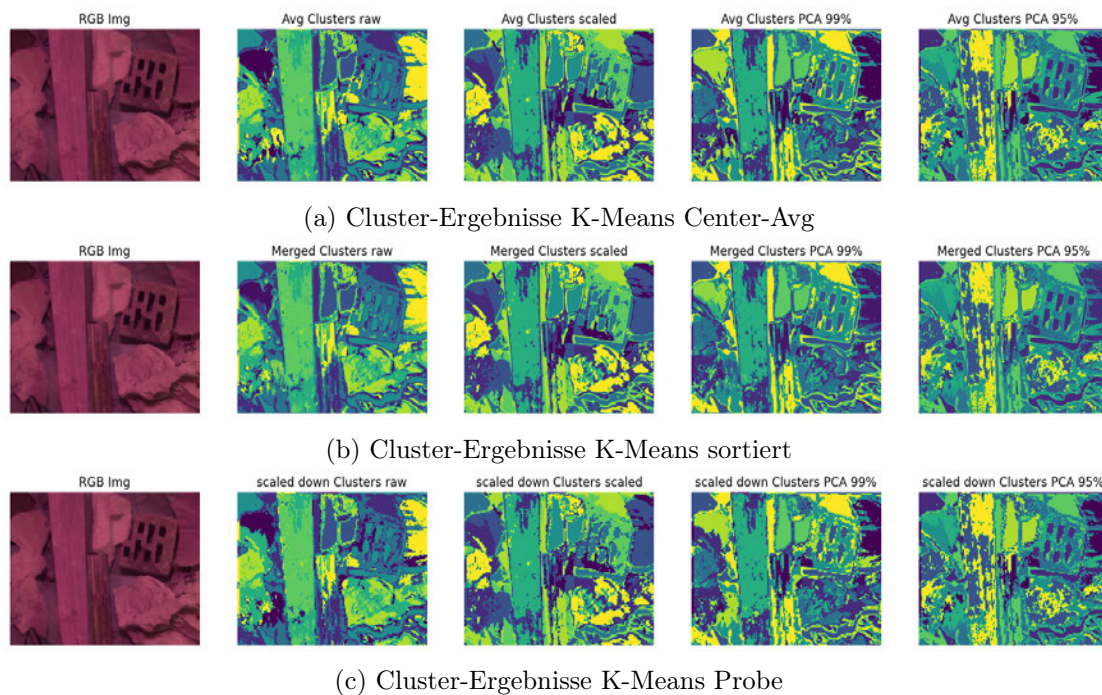 RGB Img Avg Clusters raw Avg Clusters scaled Avg Clusters PCA 99% Avg Clusters PCA 95%
(a) Cluster-Ergebnisse K-Means Center-Avg
RGB Img Merged Clusters raw Merged Clusters scaled Merged Clusters PCA 99% Merged Clusters PCA 95%
(b) Cluster-Ergebnisse K-Means sortiert
RGB Img scaled down Clusters raw scaled down Clusters scaled scaled down Clusters PCA 99% scaled down Clusters PCA 95%
(c) Cluster-Ergebnisse K-Means Probe